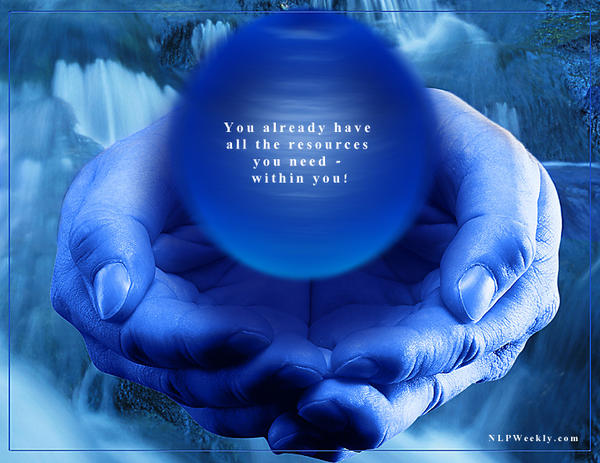 You already have
all the resources
you need -
within you!
NLPWeekly.com